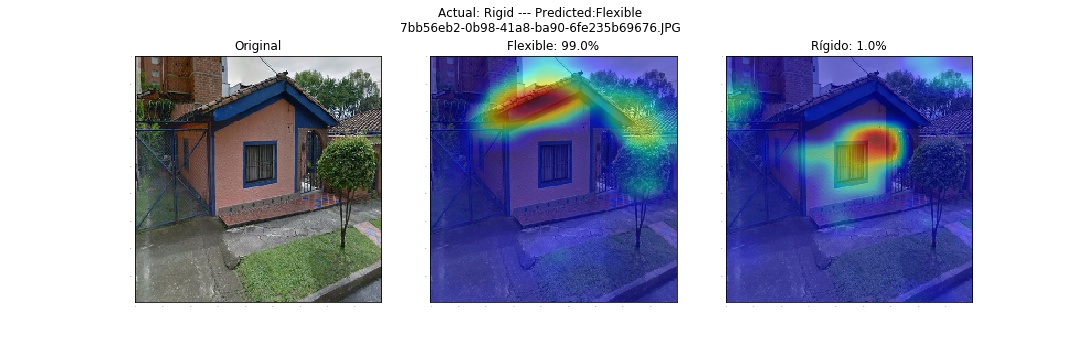 Actual: Rigid --- Predicted:Flexible
7bb56eb2-0b98-41a8-ba90-6fe235b69676.JPG
Original
Flexible: 99.0%
Rígido: 1.0%